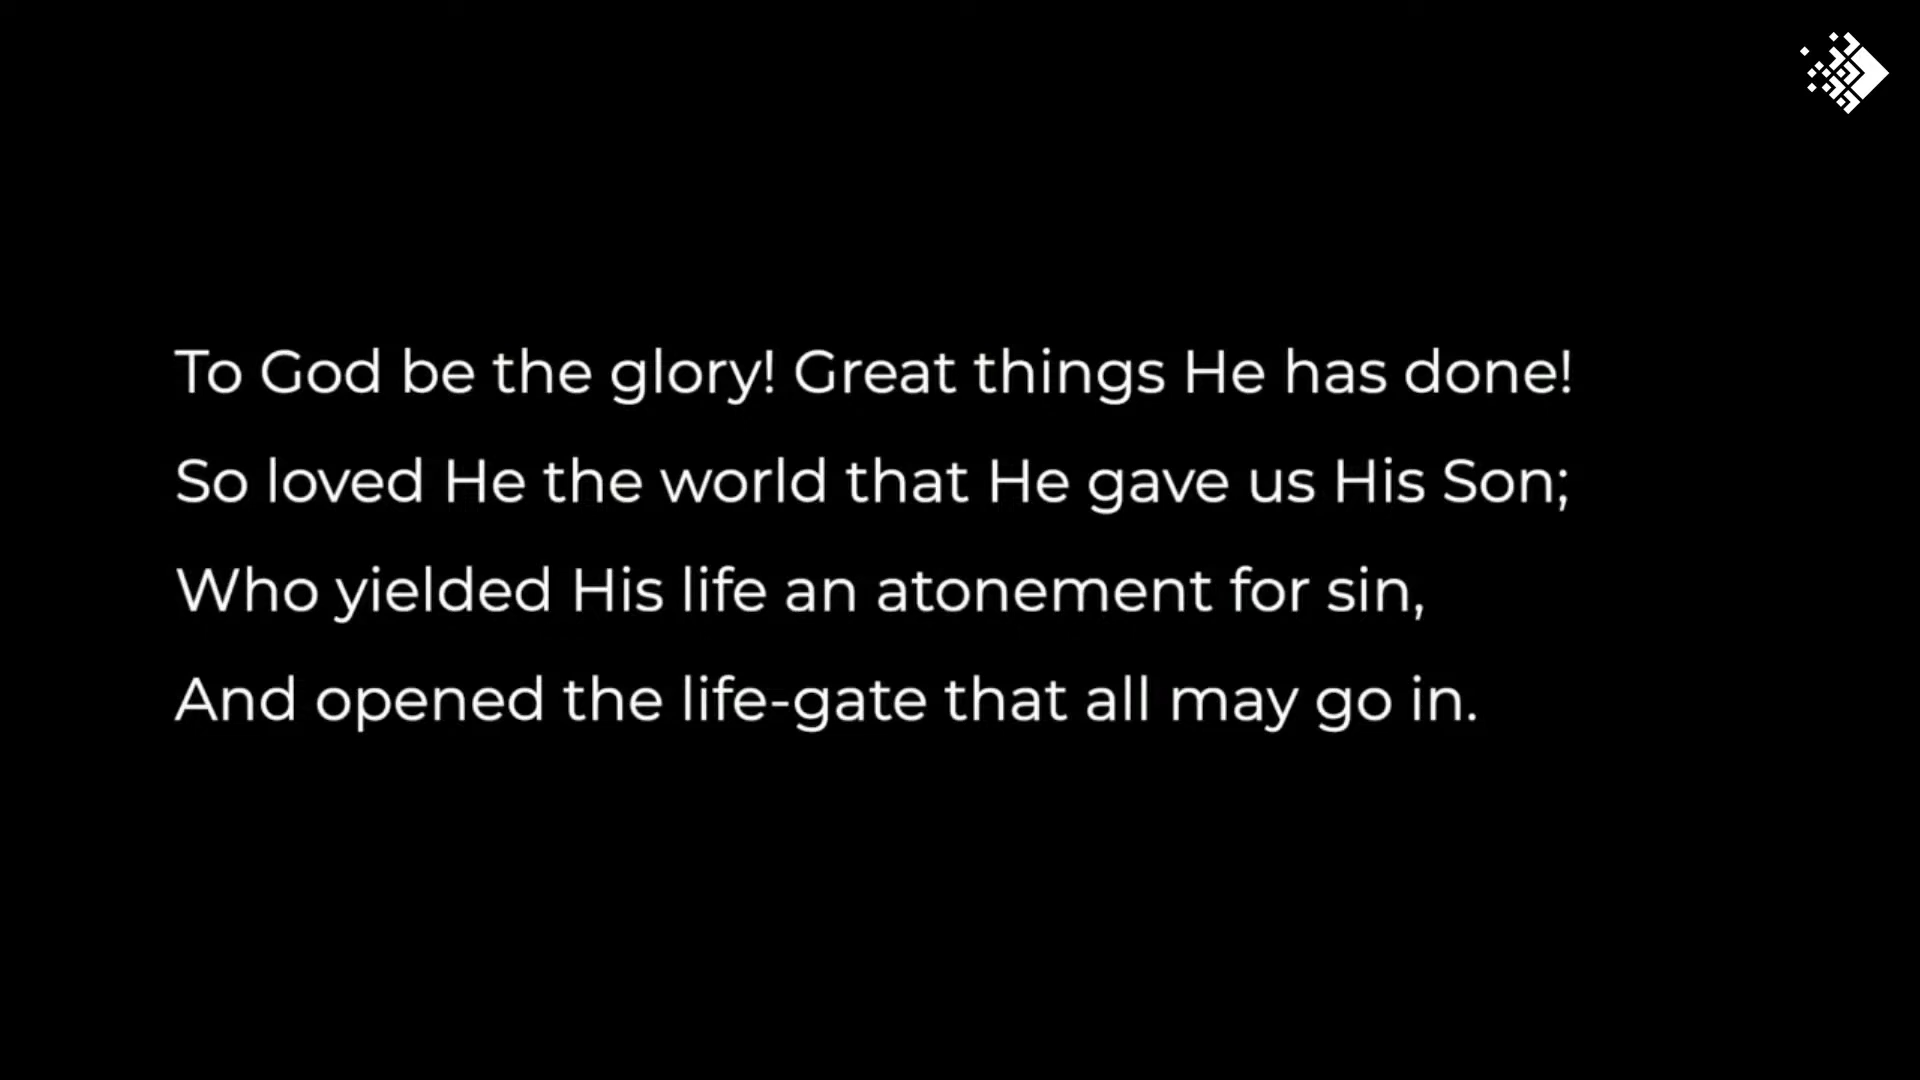 To God be the glory! Great things He has done!
So loved He the world that He gave us His Son;
Who yielded His life an atonement for sin,
And opened the life-gate that all may go in.